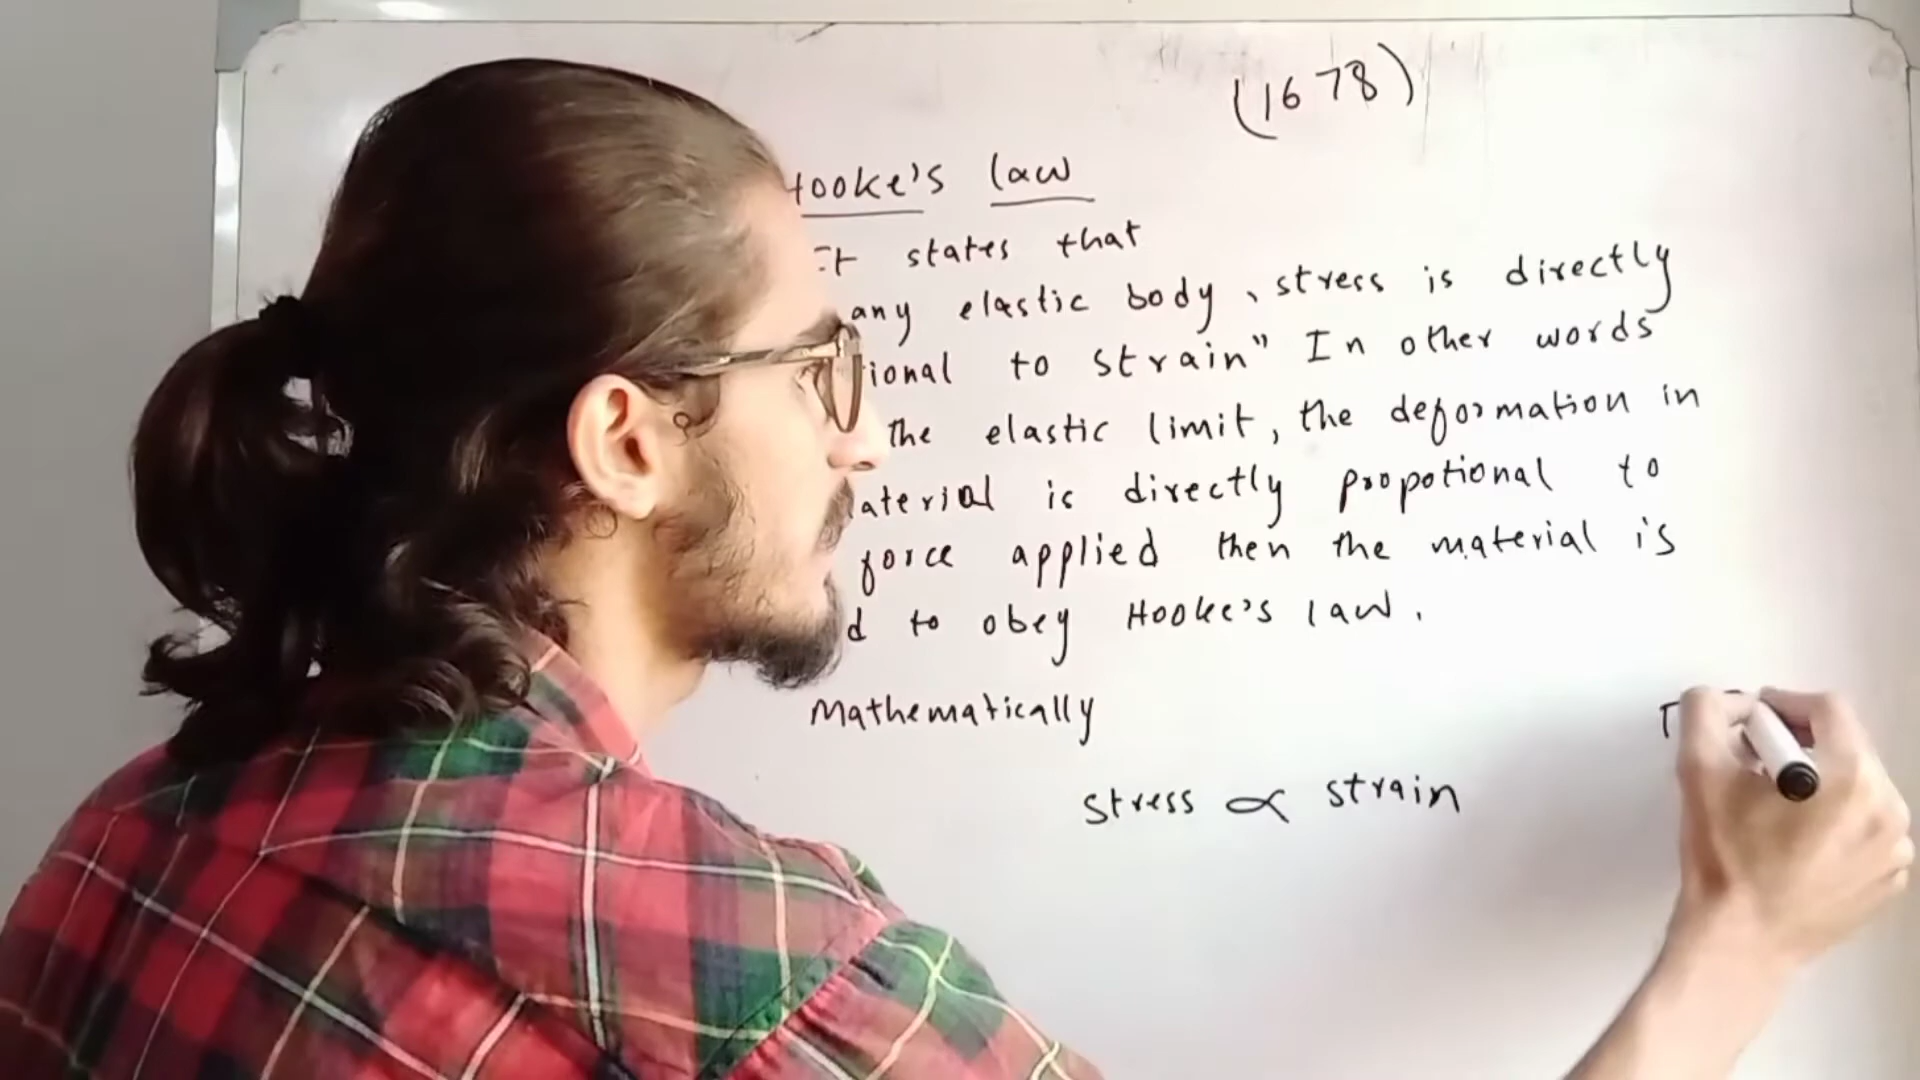 (1678)
Hooke's law
It states that
any elastic body, stress is directly
ional to strain" In other words
the elastic limit, the deformation in
aterial is directly propotional to
force applied then the material is
d to obey Hooke's law.
Mathematically
stress ∝ strain